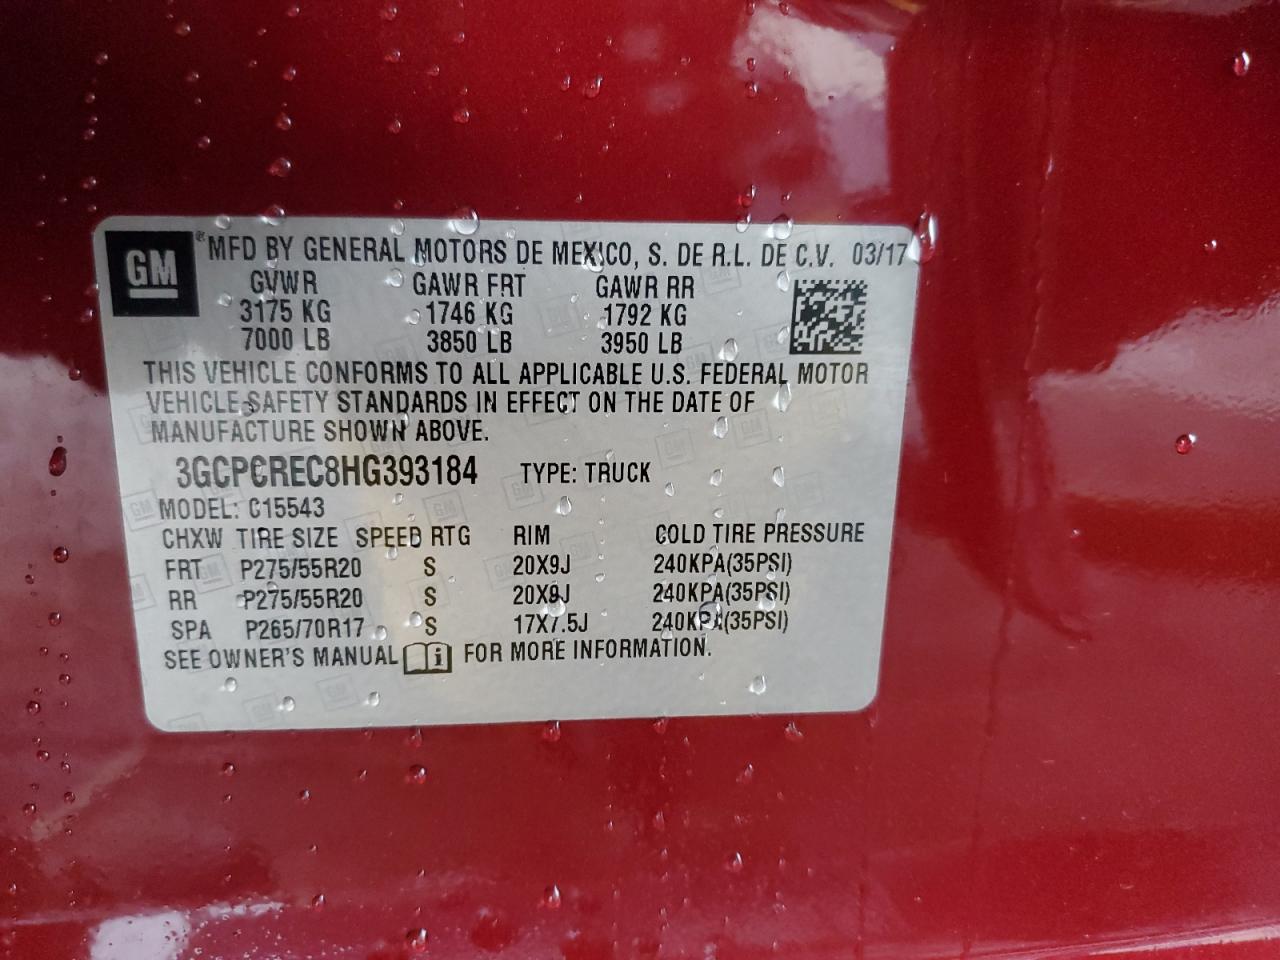 GM ® MFD BY GENERAL MOTORS DE MEXICO, S. DE R.L. DE C.V. 03/17
GVWR GAWR FRT GAWR RR
3175 KG 1746 KG 1792 KG
7000 LB 3850 LB 3950 LB
THIS VEHICLE CONFORMS TO ALL APPLICABLE U.S. FEDERAL MOTOR
VEHICLE SAFETY STANDARDS IN EFFECT ON THE DATE OF
MANUFACTURE SHOWN ABOVE.
3GCPCREC8HG393184 TYPE: TRUCK
MODEL: C15543
CHXW TIRE SIZE SPEED RTG RIM COLD TIRE PRESSURE
FRT P275/55R20 S 20X9J 240KPA(35PSI)
RR P275/55R20 S 20X9J 240KPA(35PSI)
SPA P265/70R17 S 17X7.5J 240KPA(35PSI)
SEE OWNER'S MANUAL i FOR MORE INFORMATION.